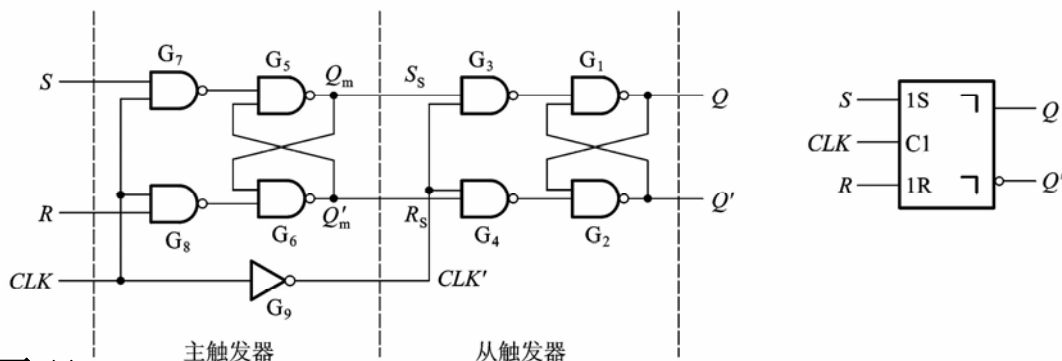 G7 G5 Qm SS G3 G1
S Q
S 1S ┐ Q
CLK C1
R 1R ┐ Q'
R G8 G6 Q'm RS G4 G2 Q'
CLK G9 CLK'
主触发器 从触发器